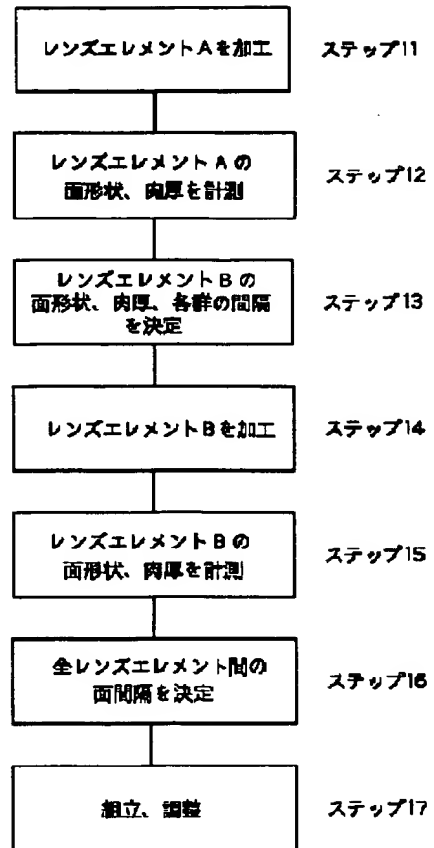 レンズエレメントAを加工 ステップ11
レンズエレメントAの
面形状、肉厚を計測 ステップ12
レンズエレメントBの
面形状、肉厚、各群の間隔
を決定 ステップ13
レンズエレメントBを加工 ステップ14
レンズエレメントBの
面形状、肉厚を計測 ステップ15
全レンズエレメント間の
面間隔を決定 ステップ16
組立、調整 ステップ17